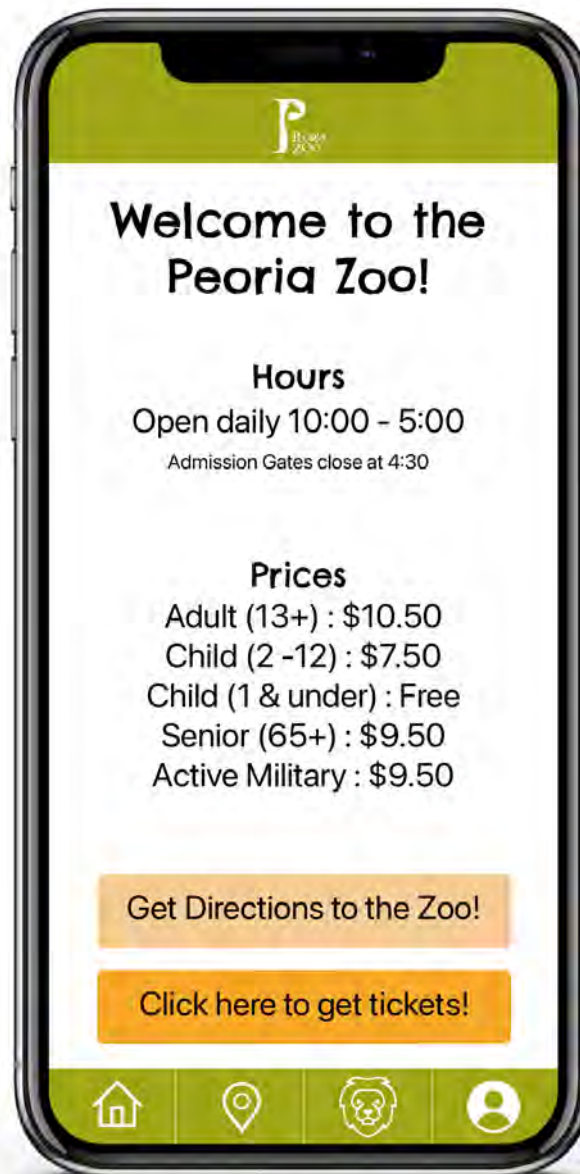 PEORIA
ZOO
Welcome to the
Peoria Zoo!
Hours
Open daily 10:00 - 5:00
Admission Gates close at 4:30
Prices
Adult (13+) : $10.50
Child (2 -12) : $7.50
Child (1 & under) : Free
Senior (65+) : $9.50
Active Military : $9.50
Get Directions to the Zoo!
Click here to get tickets!